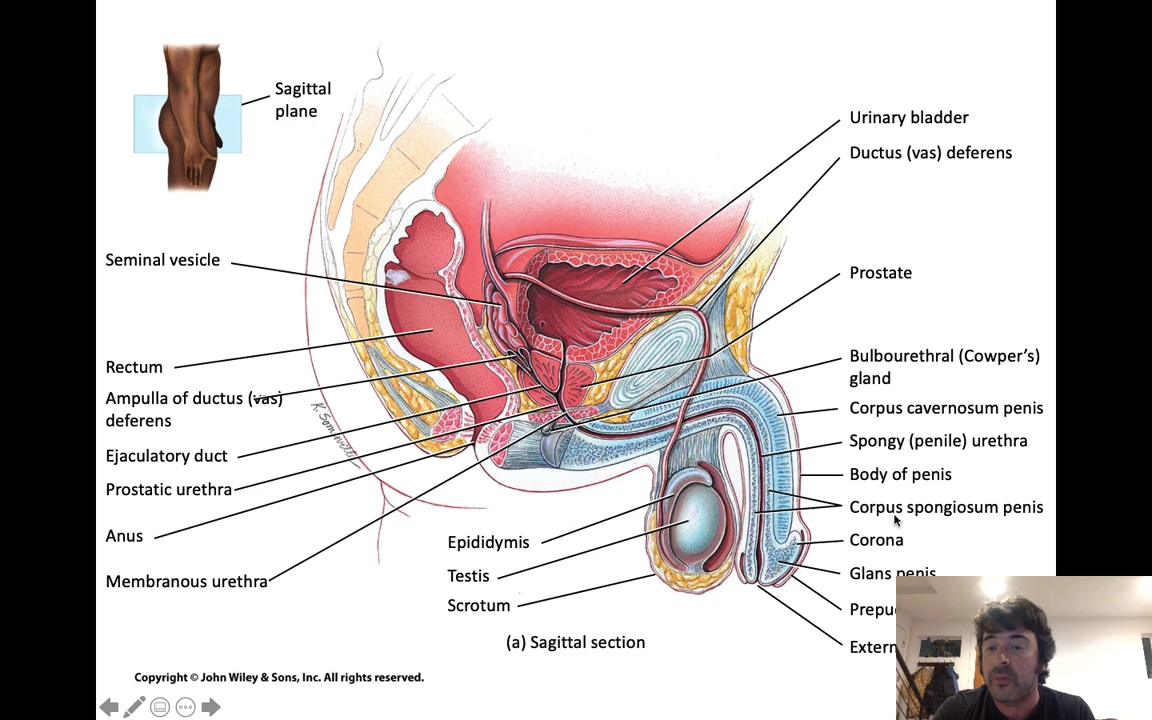 Sagittal
plane
Urinary bladder
Ductus (vas) deferens
Seminal vesicle
Prostate
Rectum
Bulbourethral (Cowper's)
gland
Ampulla of ductus (vas)
deferens
Corpus cavernosum penis
Spongy (penile) urethra
Ejaculatory duct
Body of penis
Prostatic urethra
Corpus spongiosum penis
Anus
Epididymis
Corona
Membranous urethra
Testis
Glans penis
Scrotum
(a) Sagittal section
Copyright © John Wiley & Sons, Inc. All rights reserved.